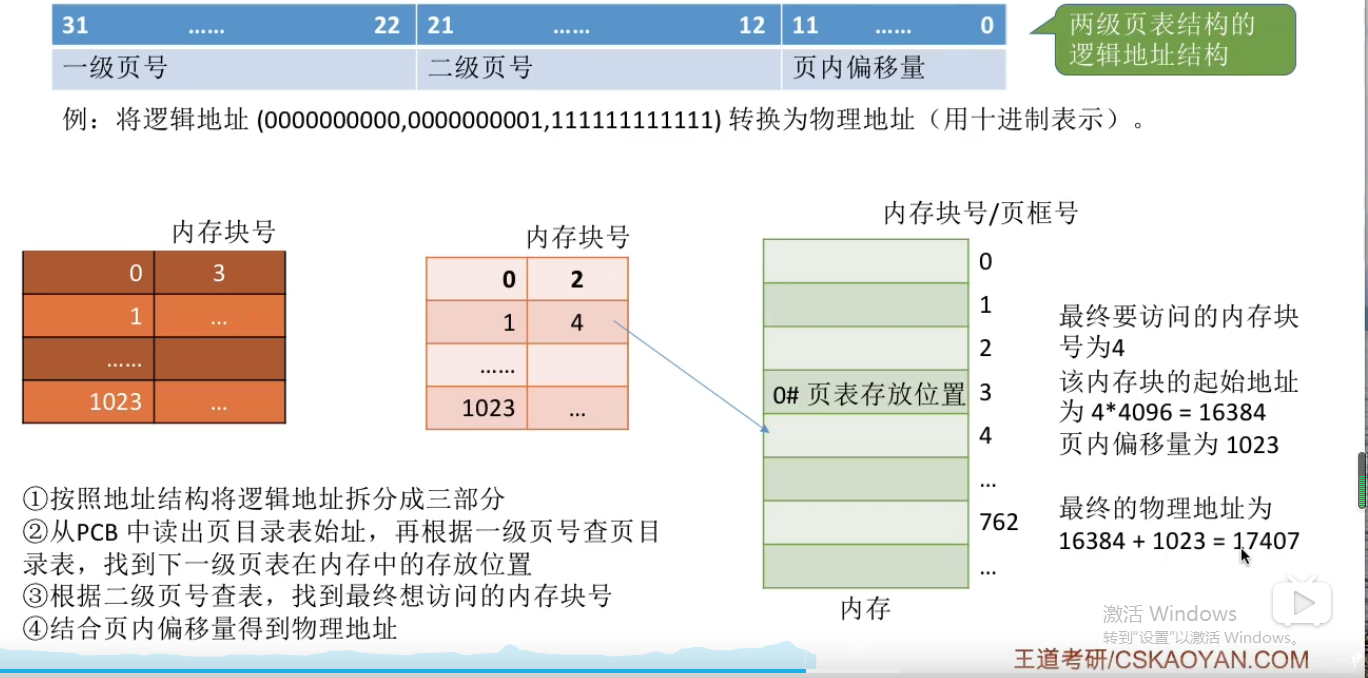 31 …… 22 21 …… 12 11 …… 0
一级页号 二级页号 页内偏移量
两级页表结构的
逻辑地址结构
例：将逻辑地址 (0000000000,0000000001,111111111111) 转换为物理地址（用十进制表示）。
内存块号
0 3
1 …
……
1023 …
内存块号
0 2
1 4
……
1023 …
内存块号/页框号
0
1
2
0# 页表存放位置 3
4
…
762
…
内存
最终要访问的内存块
号为4
该内存块的起始地址
为 4*4096 = 16384
页内偏移量为 1023
最终的物理地址为
16384 + 1023 = 17407
①按照地址结构将逻辑地址拆分成三部分
②从PCB 中读出页目录表始址，再根据一级页号查页目
录表，找到下一级页表在内存中的存放位置
③根据二级页号查表，找到最终想访问的内存块号
④结合页内偏移量得到物理地址
激活 Windows
转到"设置"以激活 Windows。
王道考研/CSKAOYAN.COM